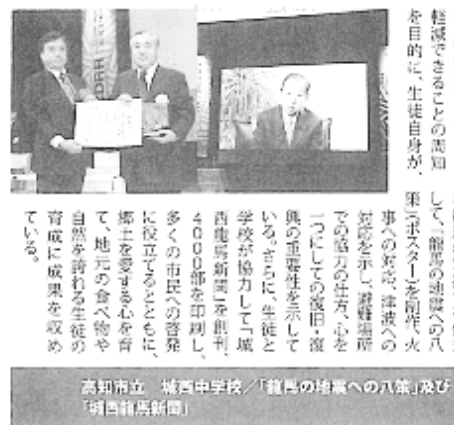 軽減できることの周知
を目的に、生徒自身が、
して、「龍馬の地震への八
策」(ポスター)を創作。火
事への対応、津波への
対応を示し、避難場所
での協力の仕方、心を
一つにしての復旧・復
興の重要性を示して
いる。さらに、生徒と
学校が協力して「城
西龍馬新聞」を創刊、
4000部を印刷し、
多くの市民への啓発
に役立てるとともに、
郷土を愛する心を育
て、地元の食べ物や
自然を誇れる生徒の
育成に成果を収め
ている。
高知市立 城西中学校/「龍馬の地震への八策」及び
「城西龍馬新聞」